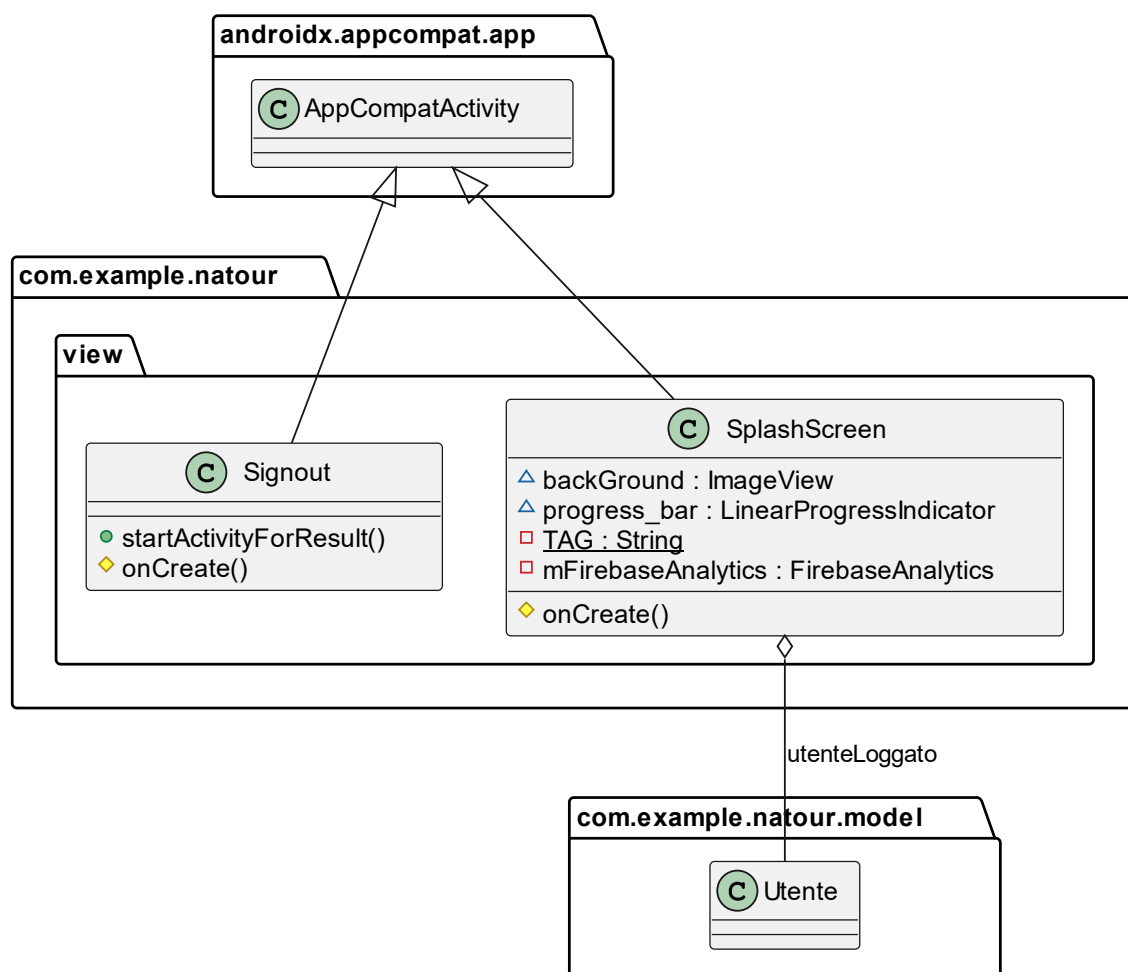 androidx.appcompat.app
C AppCompatActivity
com.example.natour
view
C Signout
startActivityForResult()
onCreate()
C SplashScreen
backGround : ImageView
progress_bar : LinearProgressIndicator
TAG : String
mFirebaseAnalytics : FirebaseAnalytics
onCreate()
utenteLoggato
com.example.natour.model
C Utente